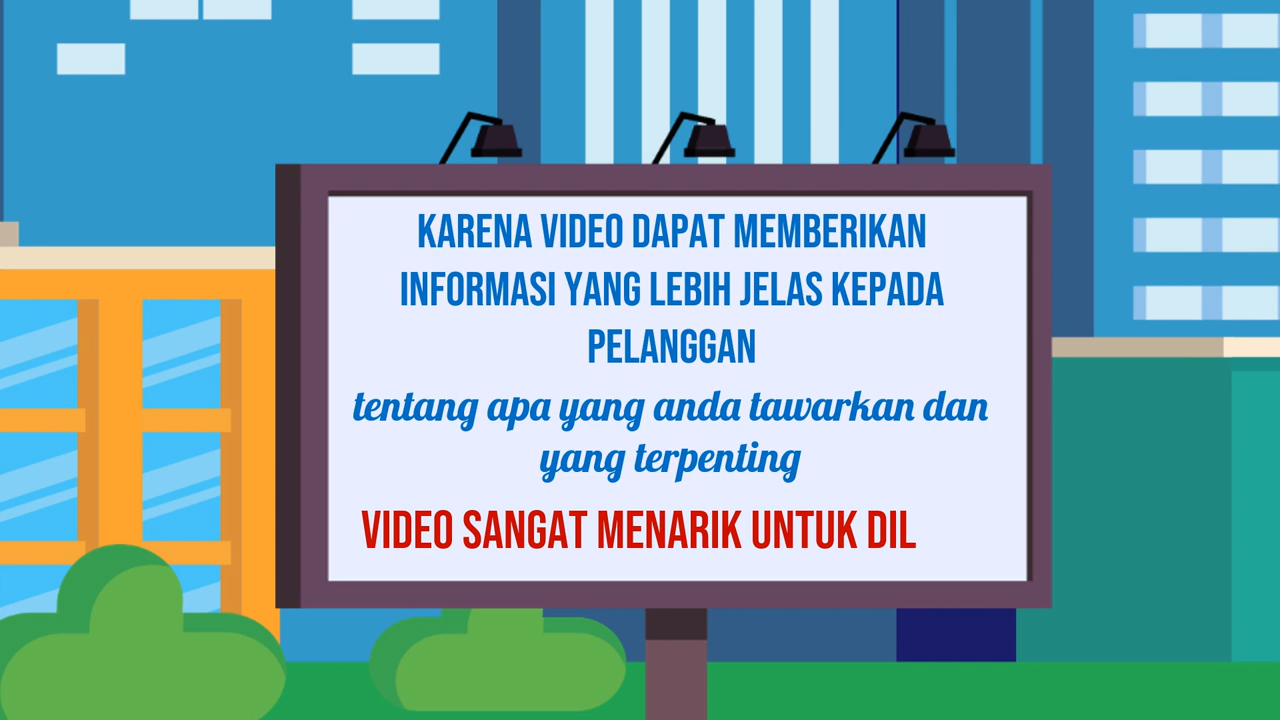 KARENA VIDEO DAPAT MEMBERIKAN
INFORMASI YANG LEBIH JELAS KEPADA
PELANGGAN
tentang apa yang anda tawarkan dan
yang terpenting
VIDEO SANGAT MENARIK UNTUK DIL